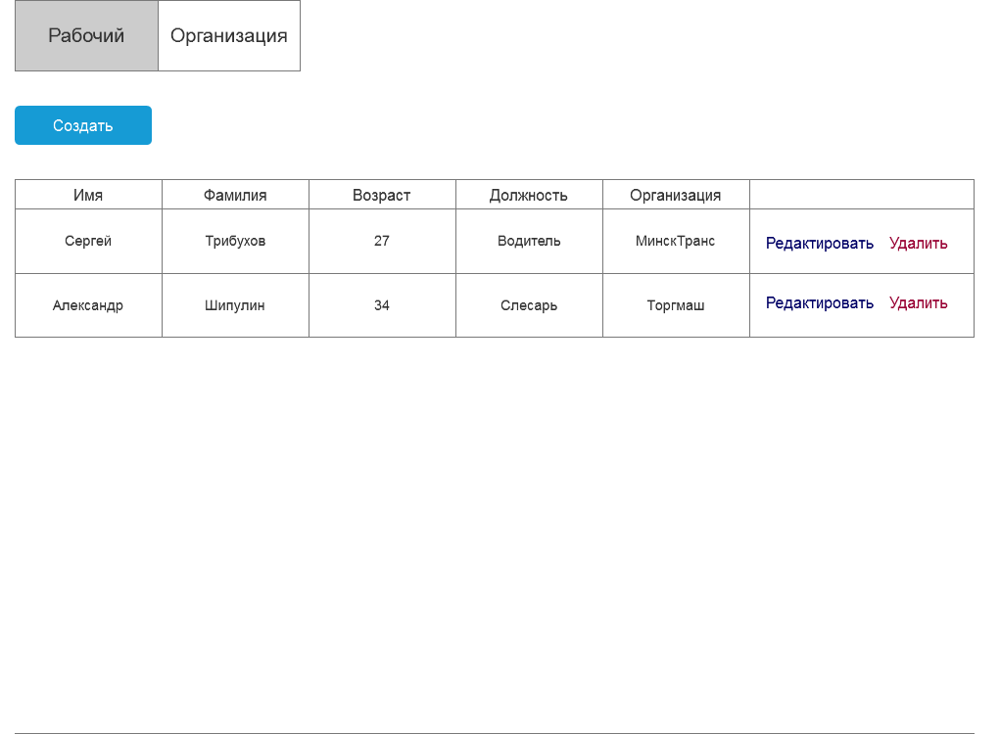 Рабочий Организация
Создать
Имя Фамилия Возраст Должность Организация
Сергей Трибухов 27 Водитель МинскТранс Редактировать Удалить
Александр Шипулин 34 Слесарь Торгмаш Редактировать Удалить